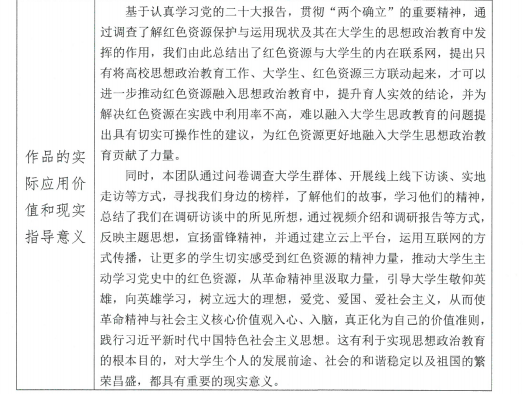 作品的实
际应用价
值和现实
指导意义
基于认真学习党的二十大报告，贯彻“两个确立”的重要精神，通
过调查了解红色资源保护与运用现状及其在大学生的思想政治教育中发
挥的作用，我们由此总结出了红色资源与大学生的内在联系网，提出只
有将高校思想政治教育工作、大学生、红色资源三方联动起来，才可以
进一步推动红色资源融入思想政治教育中，提升育人实效的结论，并为
解决红色资源在实践中利用率不高，难以融入大学生思政教育的问题提
出具有切实可操作性的建议，为红色资源更好地融入大学生思想政治教
育贡献了力量。
同时，本团队通过问卷调查大学生群体、开展线上线下访谈、实地
走访等方式，寻找我们身边的榜样，了解他们的故事，学习他们的精神，
总结了我们在调研访谈中的所见所想，通过视频介绍和调研报告等方式，
反映主题思想，宣扬雷锋精神，并通过建立云上平台，运用互联网的方
式传播，让更多的学生切实感受到红色资源的精神力量，推动大学生主
动学习党史中的红色资源，从革命精神里汲取力量，引导大学生敬仰英
雄，向英雄学习，树立远大的理想，爱党、爱国、爱社会主义，从而使
革命精神与社会主义核心价值观入心、入脑，真正化为自己的价值准则，
践行习近平新时代中国特色社会主义思想。这有利于实现思想政治教育
的根本目的，对大学生个人的发展前途、社会的和谐稳定以及祖国的繁
荣昌盛，都具有重要的现实意义。